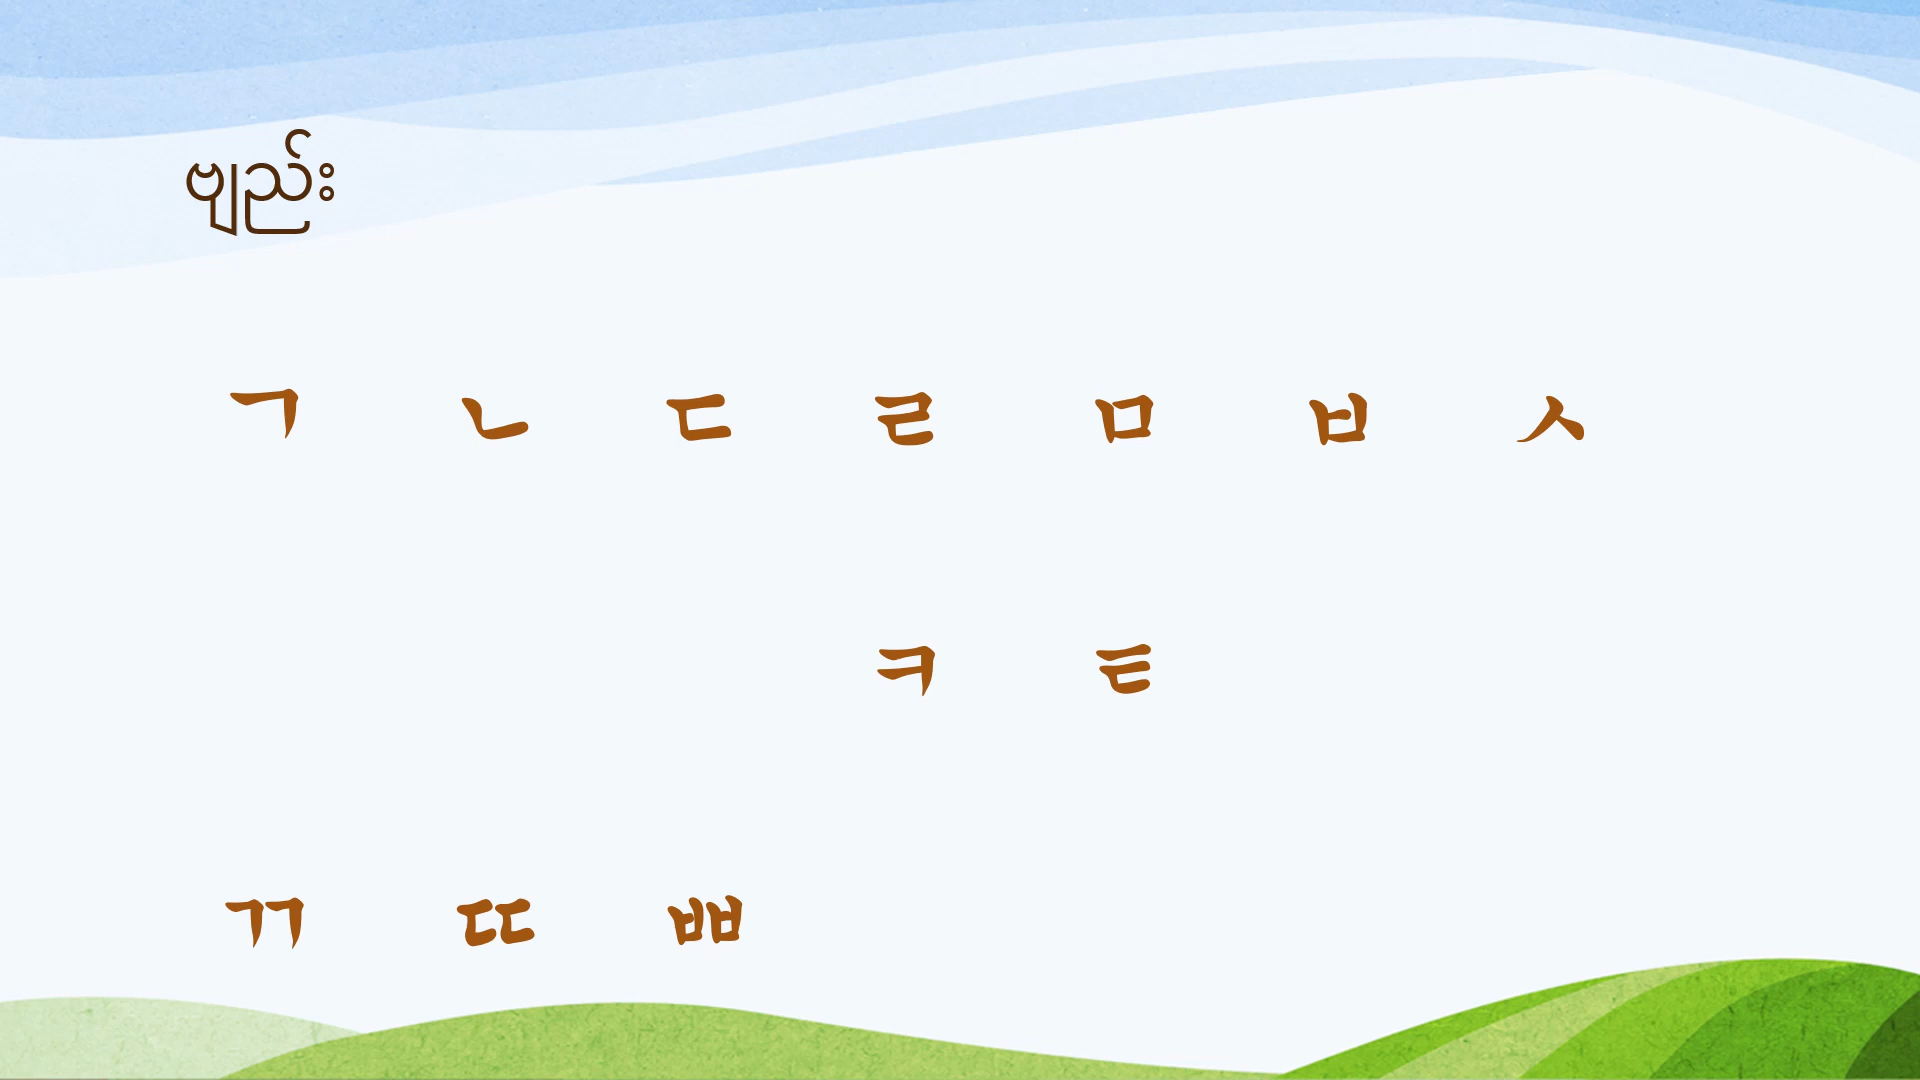 ဗျည်း
ㄱ ㄴ ㄷ ㄹ ㅁ ㅂ ㅅ
ㅋ ㅌ
ㄲ ㄸ ㅃ